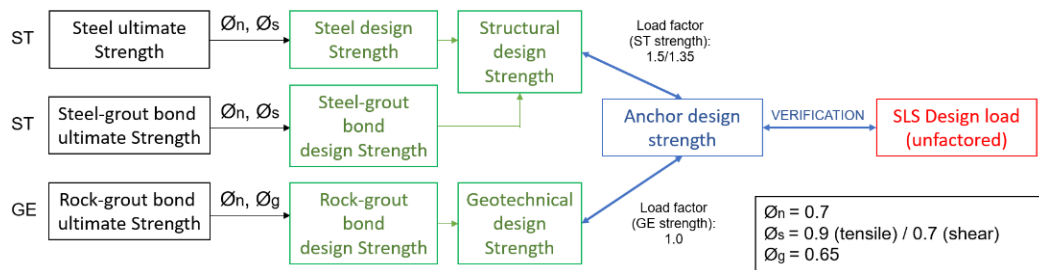 ST
Steel ultimate
Strength
Øn, Øs
Steel design
Strength
Structural
design
Strength
Load factor
(ST strength):
1.5/1.35
ST
Steel-grout bond
ultimate Strength
Øn, Øs
Steel-grout
bond
design Strength
Anchor design
strength
VERIFICATION
SLS Design load
(unfactored)
GE
Rock-grout bond
ultimate Strength
Øn, Øg
Rock-grout
bond
design Strength
Geotechnical
design
Strength
Load factor
(GE strength):
1.0
Øn = 0.7
Øs = 0.9 (tensile) / 0.7 (shear)
Øg = 0.65